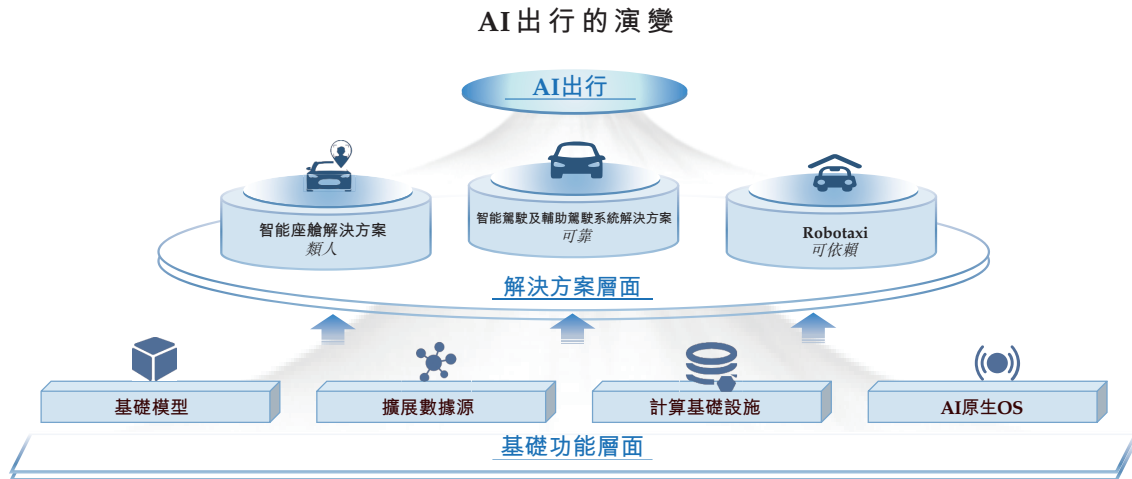 AI出行的演變
AI出行
智能座艙解決方案
類人
智能駕駛及輔助駕駛系統解決方案
可靠
Robotaxi
可依賴
解決方案層面
基礎模型
擴展數據源
計算基礎設施
AI原生OS
基礎功能層面